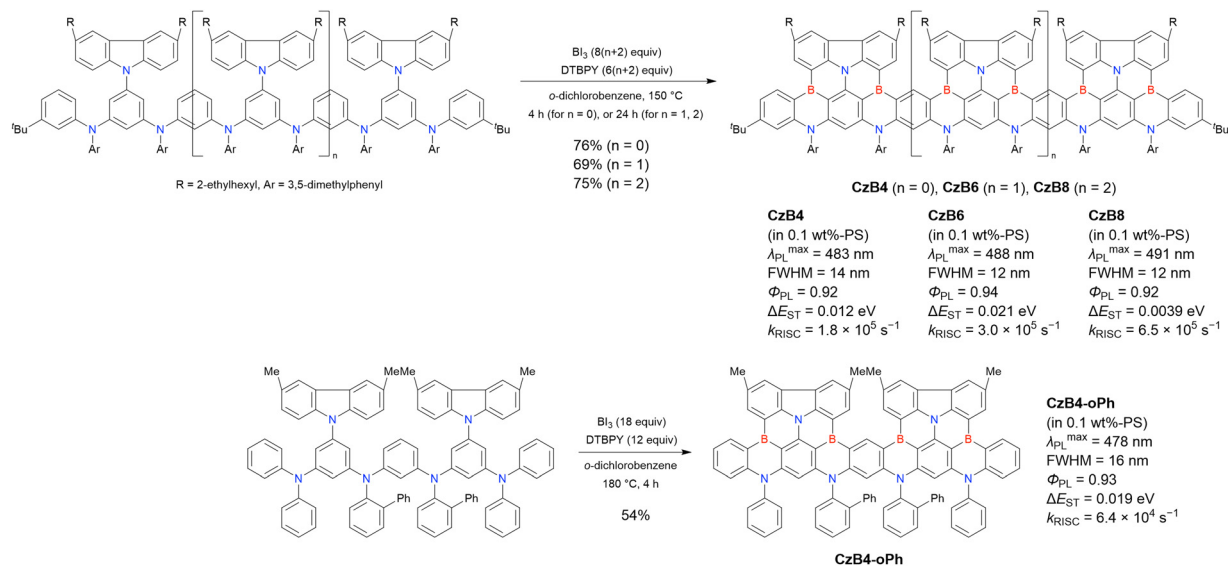 R R R R R R
N N N
tBu N N N N N N tBu
Ar Ar Ar Ar Ar Ar
n
R = 2-ethylhexyl, Ar = 3,5-dimethylphenyl
BI3 (8(n+2) equiv)
DTBPY (6(n+2) equiv)
o-dichlorobenzene, 150 °C
4 h (for n = 0), or 24 h (for n = 1, 2)
76% (n = 0)
69% (n = 1)
75% (n = 2)
R R R R R R
N N N
B B B B B B
tBu N N N N N N tBu
Ar Ar Ar Ar Ar Ar
n
CzB4 (n = 0), CzB6 (n = 1), CzB8 (n = 2)
CzB4
(in 0.1 wt%-PS)
λPLmax = 483 nm
FWHM = 14 nm
ΦPL = 0.92
ΔEST = 0.012 eV
kRISC = 1.8 × 10⁵ s⁻¹
CzB6
(in 0.1 wt%-PS)
λPLmax = 488 nm
FWHM = 12 nm
ΦPL = 0.94
ΔEST = 0.021 eV
kRISC = 3.0 × 10⁵ s⁻¹
CzB8
(in 0.1 wt%-PS)
λPLmax = 491 nm
FWHM = 12 nm
ΦPL = 0.92
ΔEST = 0.0039 eV
kRISC = 6.5 × 10⁵ s⁻¹
Me MeMe Me
N N
N N N N
Ph Ph
BI3 (18 equiv)
DTBPY (12 equiv)
o-dichlorobenzene
180 °C, 4 h
54%
Me MeMe Me
N N
B B B B
N N N N
Ph Ph
CzB4-oPh
CzB4-oPh
(in 0.1 wt%-PS)
λPLmax = 478 nm
FWHM = 16 nm
ΦPL = 0.93
ΔEST = 0.019 eV
kRISC = 6.4 × 10⁴ s⁻¹